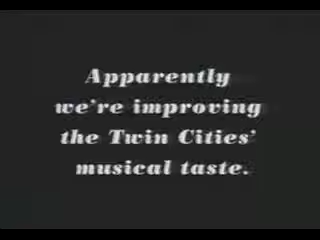 Apparently
we're improving
the Twin Cities'
musical taste.